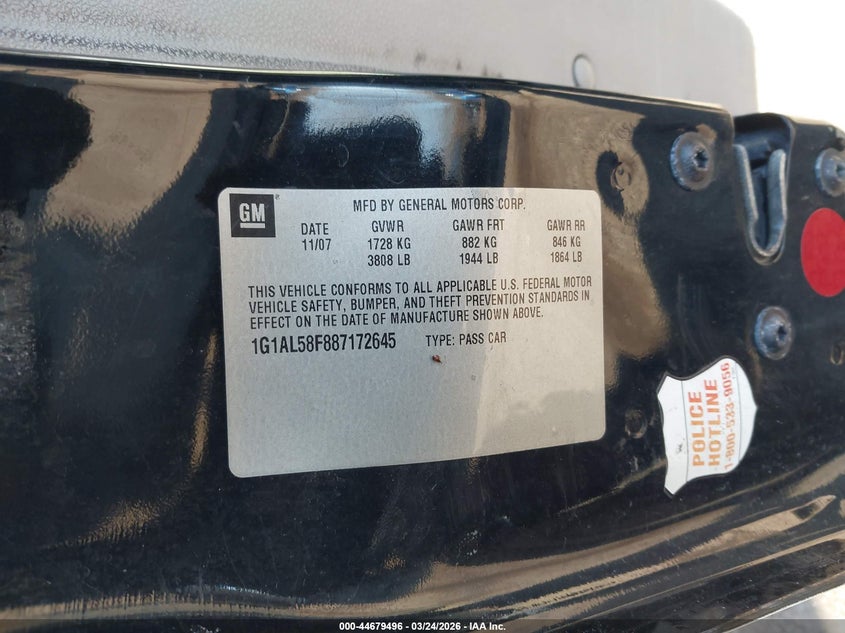 GM
MFD BY GENERAL MOTORS CORP.
DATE GVWR GAWR FRT GAWR RR
11/07 1728 KG 882 KG 846 KG
3808 LB 1944 LB 1864 LB
THIS VEHICLE CONFORMS TO ALL APPLICABLE U.S. FEDERAL MOTOR
VEHICLE SAFETY, BUMPER, AND THEFT PREVENTION STANDARDS IN
EFFECT ON THE DATE OF MANUFACTURE SHOWN ABOVE.
1G1AL58F887172645 TYPE: PASS CAR
POLICE
HOTLINE
1-800-533-9056
000-44679496 - 03/24/2026 - IAA Inc.